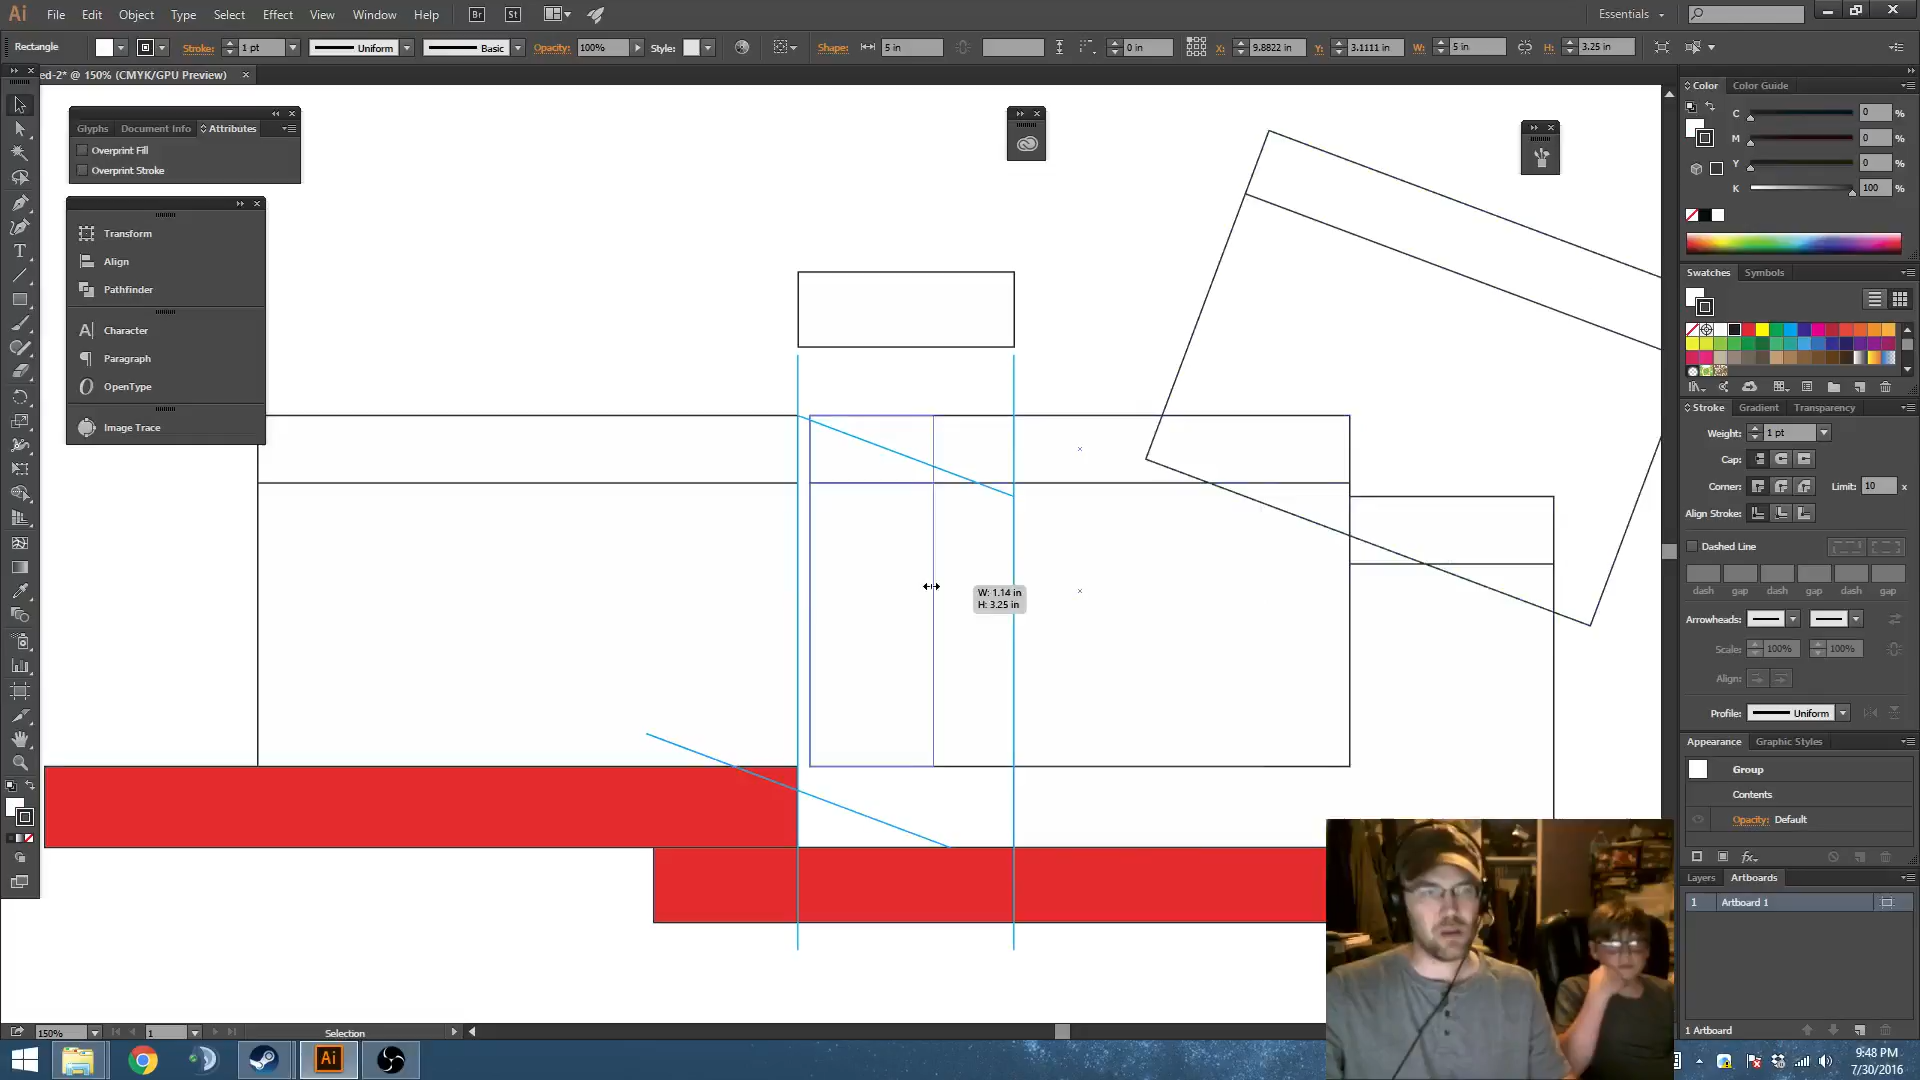 Ai File Edit Object Type Select Effect View Window Help Br St Essentials
Rectangle Stroke: 1 pt Uniform Basic Opacity: 100% Style: Shape: 5 in 0 in X: 9.8822 in Y: 3.1111 in W: 5 in H: 3.25 in
ed-2* @ 150% (CMYK/GPU Preview)
Glyphs Document Info Attributes
Overprint Fill
Overprint Stroke
Transform
Align
Pathfinder
Character
Paragraph
OpenType
Image Trace
W: 1.14 in
H: 3.25 in
Color Color Guide
C 0 %
M 0 %
Y 0 %
K 100 %
Swatches Symbols
Stroke Gradient Transparency
Weight: 1 pt
Cap:
Corner: Limit: 10 x
Align Stroke:
Dashed Line
dash gap dash gap dash gap
Arrowheads:
Scale: 100% 100%
Align:
Profile: Uniform
Appearance Graphic Styles
Group
Contents
Opacity: Default
fx
Layers Artboards
1 Artboard 1
1 Artboard
150% 1 Selection
Ai
9:48 PM
7/30/2016